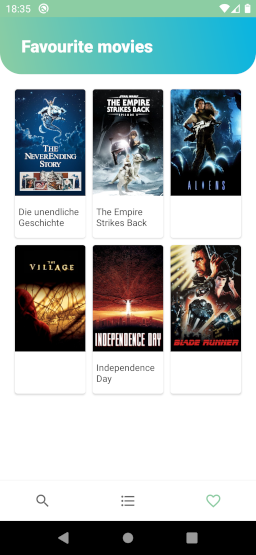 18:35
Favourite movies
THE
NEVERENDING
STORY
STAR WARS
THE EMPIRE
STRIKES BACK
EPISODE V
ALIENS
Die unendliche
Geschichte
The Empire
Strikes Back
THE
VILLAGE
INDEPENDENCE DAY
BLADE RUNNER
Independence
Day